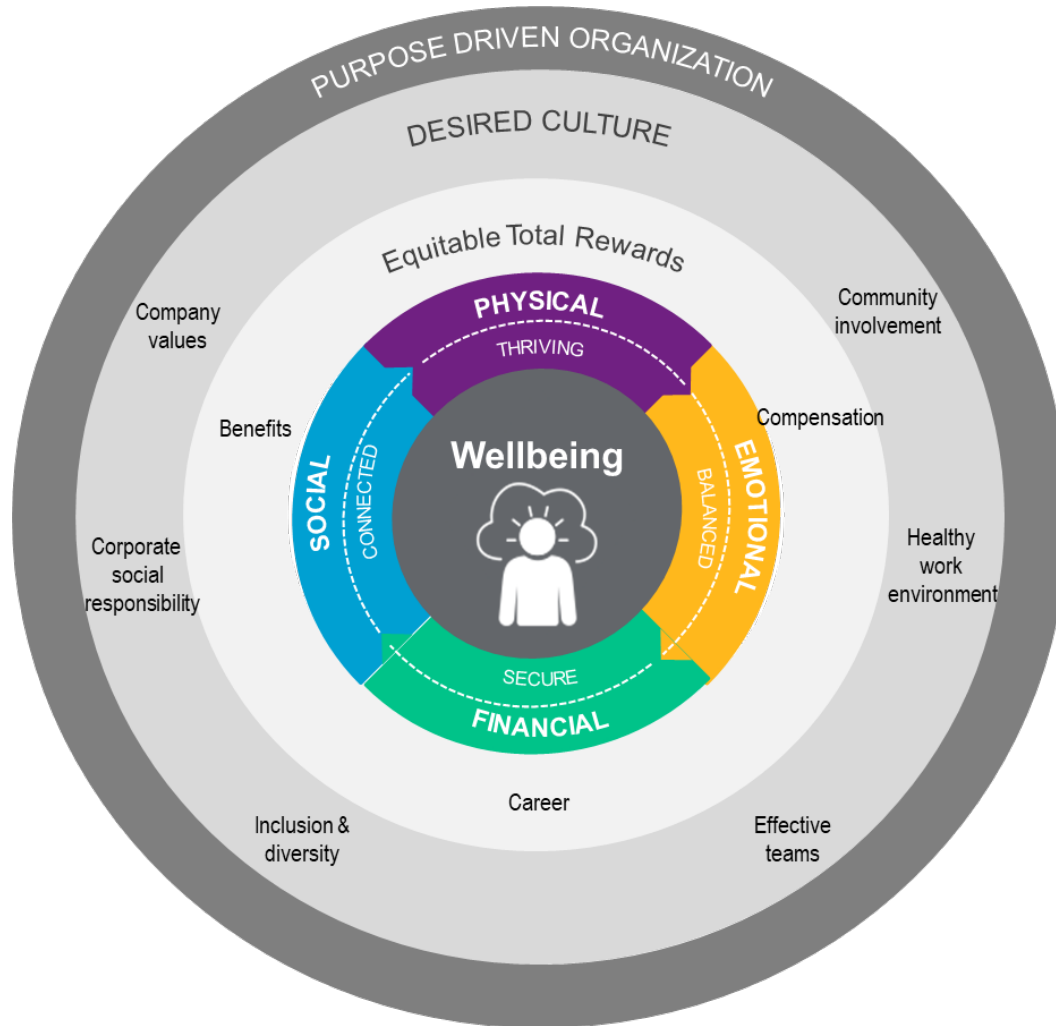 PURPOSE DRIVEN ORGANIZATION
DESIRED CULTURE
Equitable Total Rewards
Company
values
Community
involvement
PHYSICAL
THRIVING
Benefits
Compensation
Wellbeing
SOCIAL
CONNECTED
BALANCED
EMOTIONAL
Corporate
social
responsibility
Healthy
work
environment
SECURE
FINANCIAL
Career
Inclusion &
diversity
Effective
teams